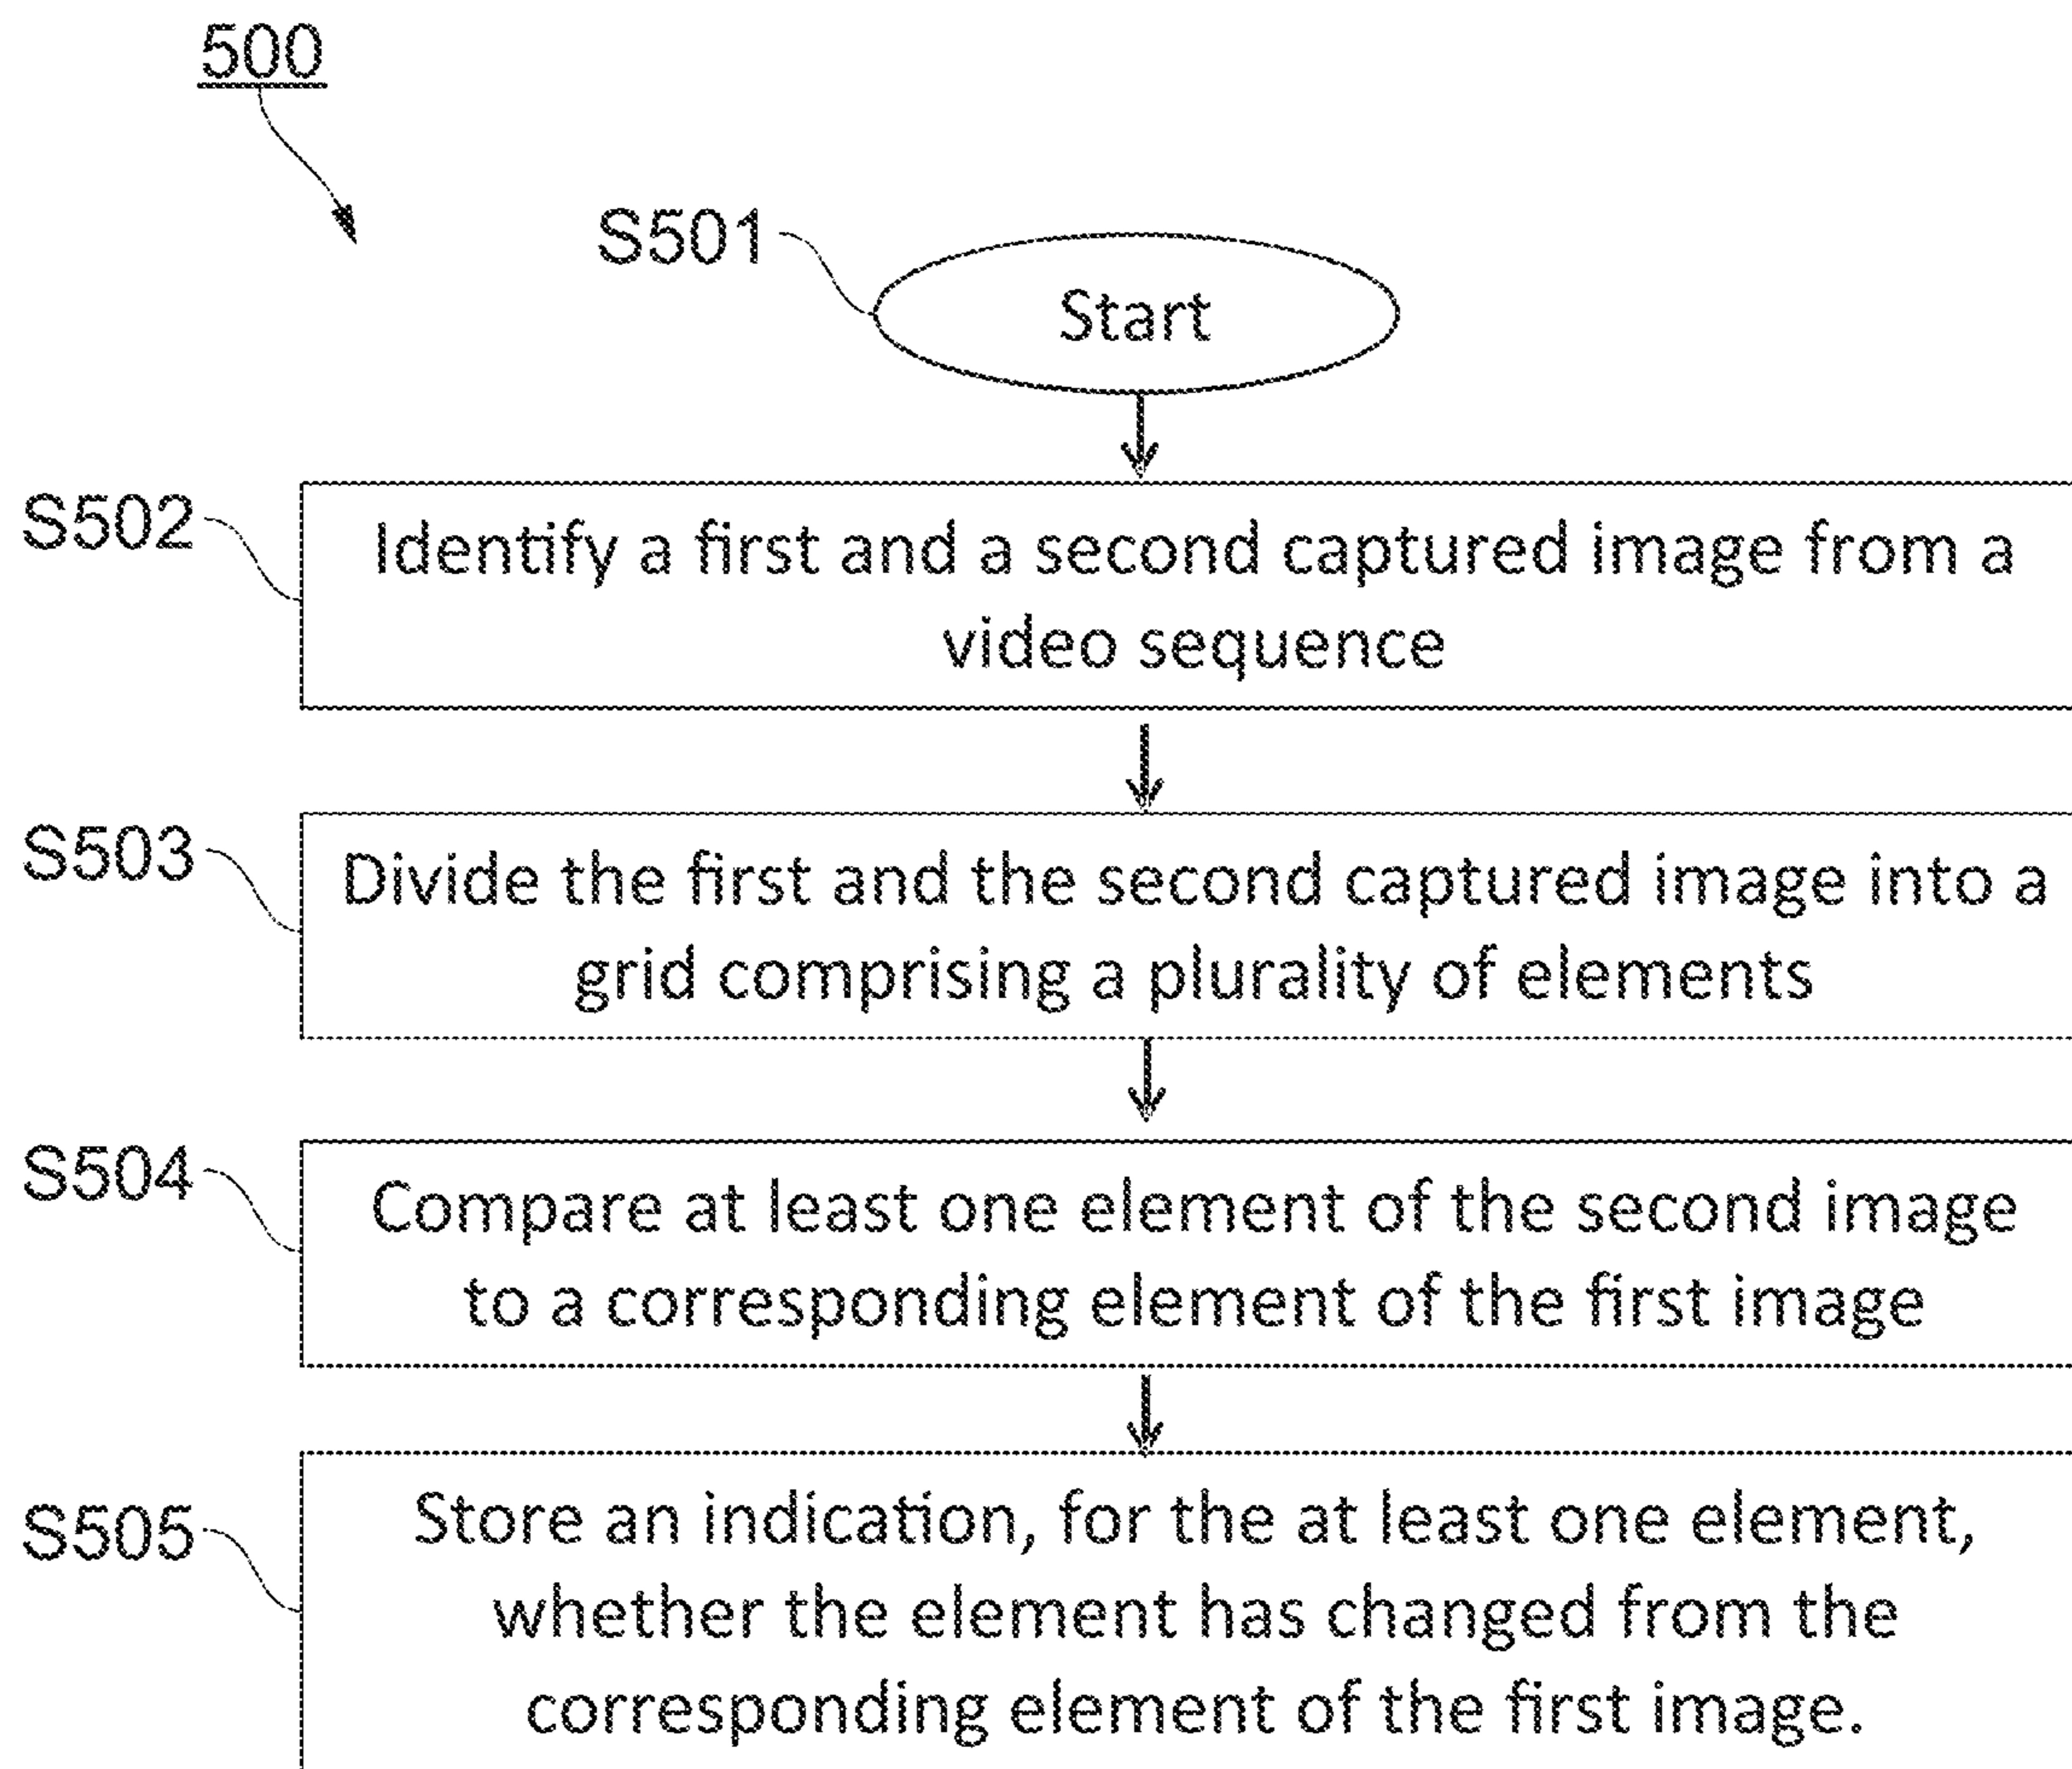 500
S501
Start
S502
Identify a first and a second captured image from a
video sequence
S503
Divide the first and the second captured image into a
grid comprising a plurality of elements
S504
Compare at least one element of the second image
to a corresponding element of the first image
S505
Store an indication, for the at least one element,
whether the element has changed from the
corresponding element of the first image.